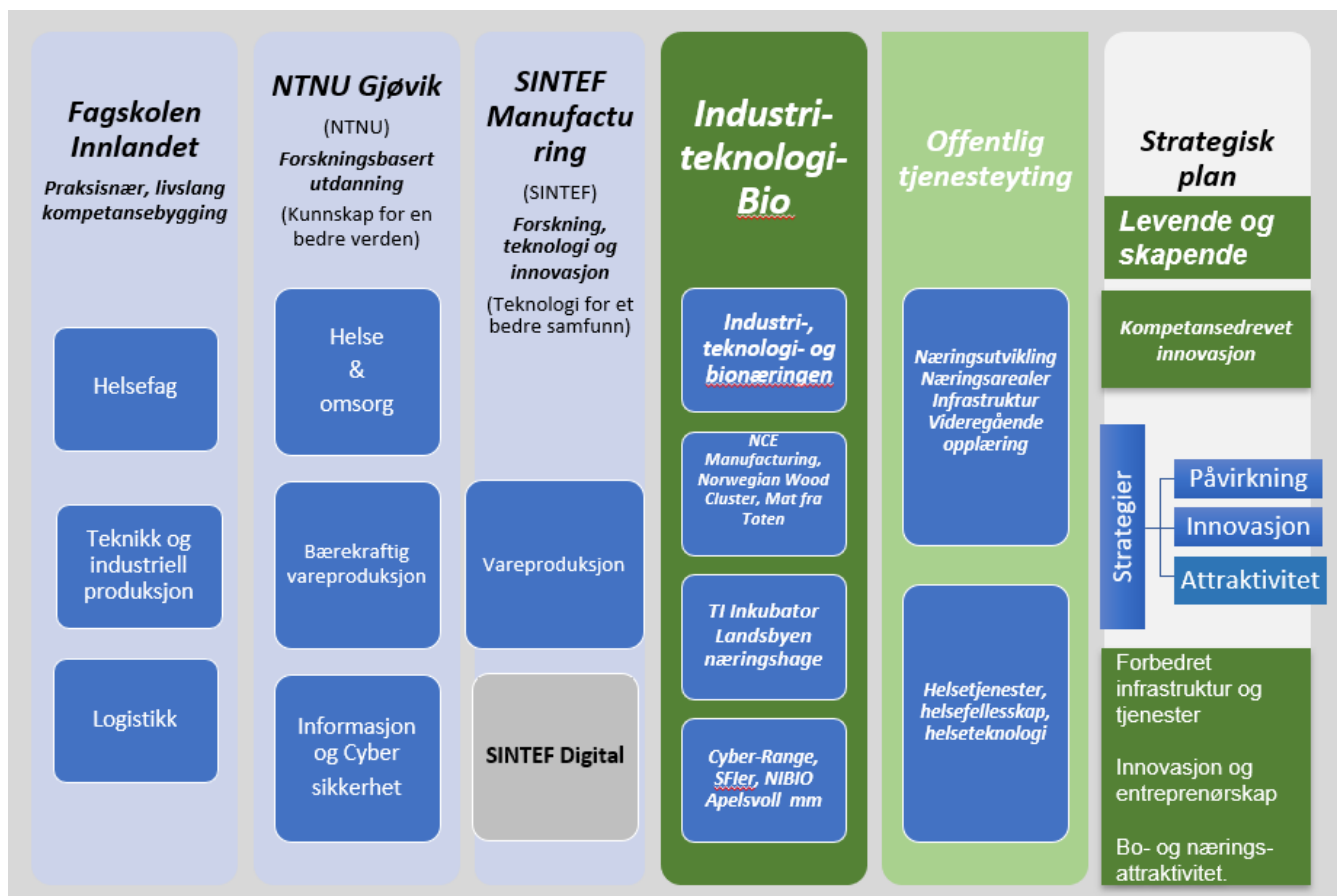 Fagskolen
Innlandet
Praksisnær, livslang
kompetansebygging
Helsefag
Teknikk og
industriell
produksjon
Logistikk
NTNU Gjøvik
(NTNU)
Forskningsbasert
utdanning
(Kunnskap for en
bedre verden)
Helse
&
omsorg
Bærekraftig
vareproduksjon
Informasjon
og Cyber
sikkerhet
SINTEF
Manufactu
ring
(SINTEF)
Forskning,
teknologi og
innovasjon
(Teknologi for et
bedre samfunn)
Vareproduksjon
SINTEF Digital
Industri-
teknologi-
Bio
Industri-,
teknologi- og
bionæringen
NCE
Manufacturing,
Norwegian Wood
Cluster, Mat fra
Toten
TI Inkubator
Landsbyen
næringshage
Cyber-Range,
SFIer, NIBIO
Apelsvoll mm
Offentlig
tjenesteyting
Næringsutvikling
Næringsarealer
Infrastruktur
Videregående
opplæring
Helsetjenester,
helsefellesskap,
helseteknologi
Strategisk
plan
Levende og
skapende
Kompetansedrevet
innovasjon
Strategier
Påvirkning
Innovasjon
Attraktivitet
Forbedret
infrastruktur og
tjenester
Innovasjon og
entreprenørskap
Bo- og nærings-
attraktivitet.